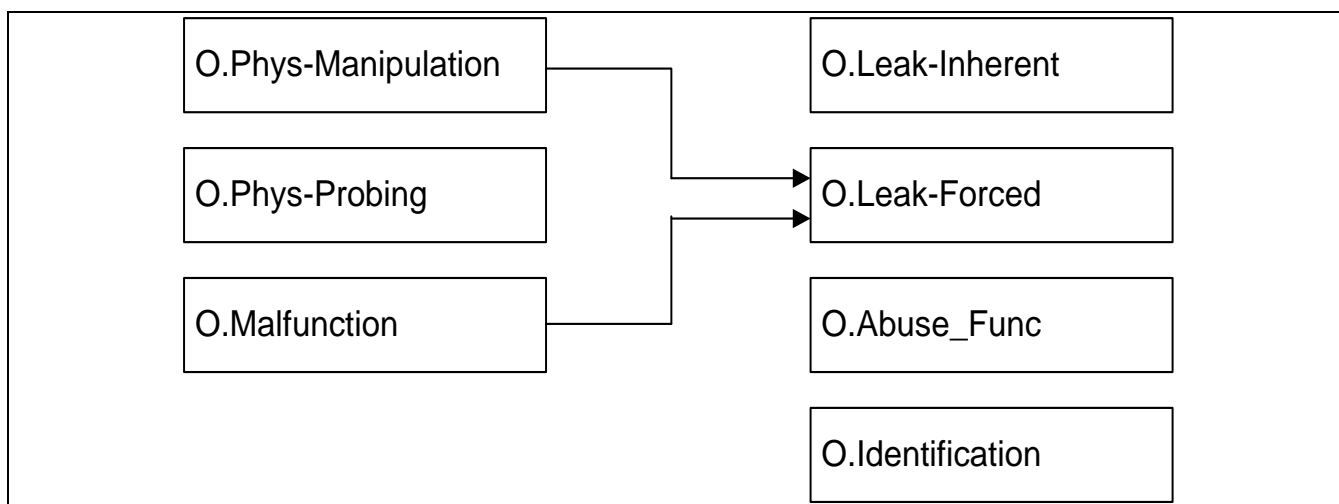 O.Phys-Manipulation
O.Leak-Inherent
O.Phys-Probing
O.Leak-Forced
O.Malfunction
O.Abuse_Func
O.Identification